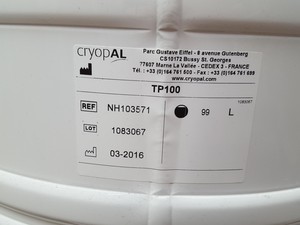 cryopAL
Parc Gustave Eiffel - 8 avenue Gutenberg
CS10172 Bussy St. Georges
77607 Marne La Vallée - CEDEX 3 - FRANCE
Tél. : +33 (0)164 761 500 - Fax : +33 (0)164 761 699
www.cryopal.com
TP100
1083067
REF NH103571 99 L
LOT 1083067
03-2016